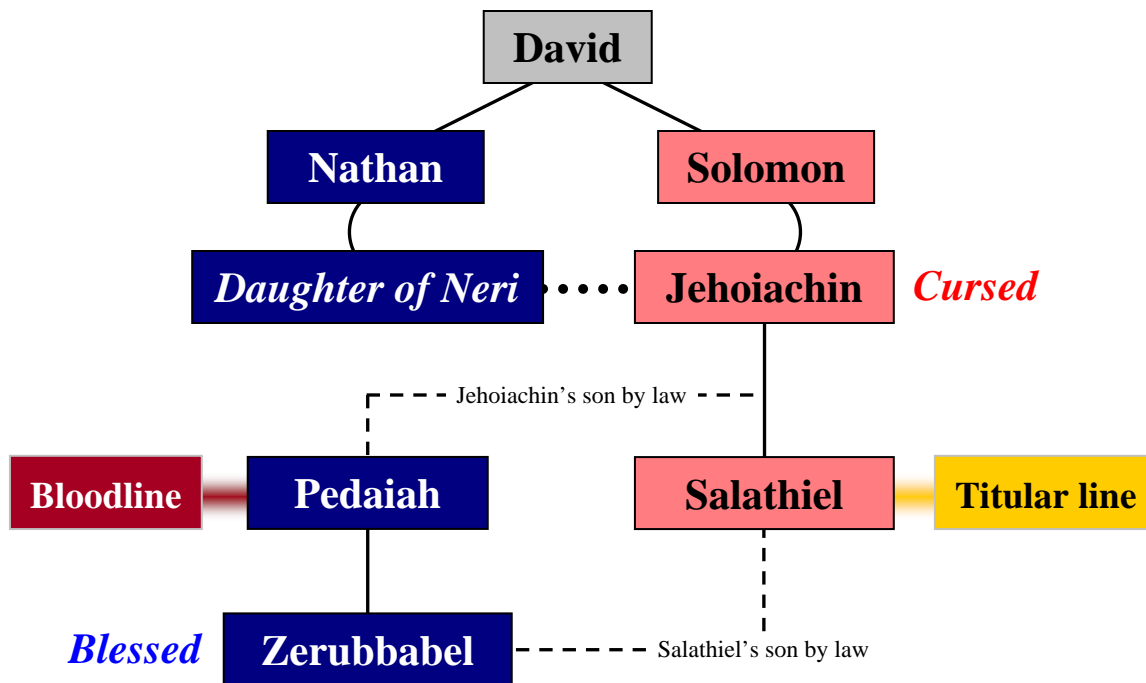 David
Nathan
Solomon
Daughter of Neri
Jehoiachin
Cursed
Jehoiachin’s son by law
Bloodline
Pedaiah
Salathiel
Titular line
Blessed
Zerubbabel
Salathiel’s son by law